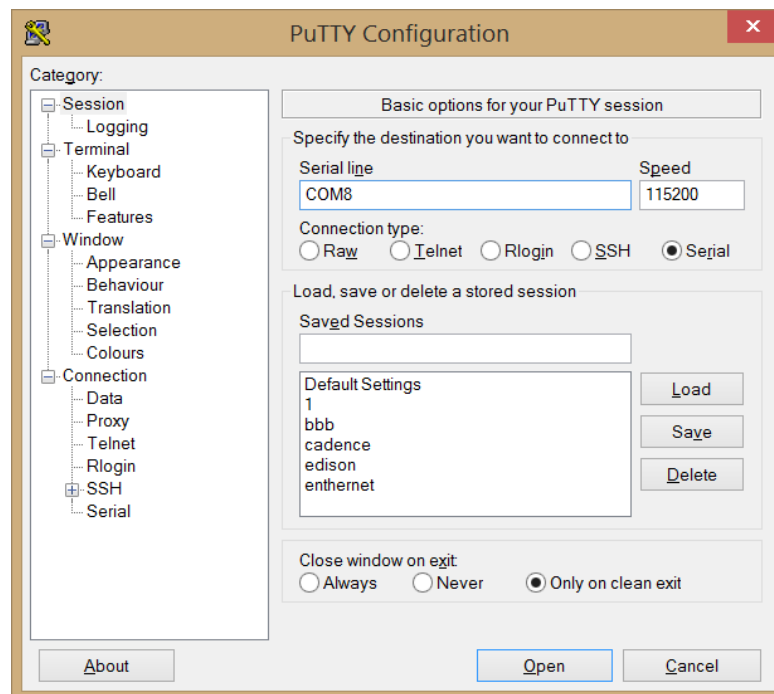 PuTTY Configuration
Category:
Session
Logging
Terminal
Keyboard
Bell
Features
Window
Appearance
Behaviour
Translation
Selection
Colours
Connection
Data
Proxy
Telnet
Rlogin
SSH
Serial
Basic options for your PuTTY session
Specify the destination you want to connect to
Serial line Speed
COM8 115200
Connection type:
Raw Telnet Rlogin SSH Serial
Load, save or delete a stored session
Saved Sessions
Default Settings
1
bbb
cadence
edison
enthernet
Load
Save
Delete
Close window on exit:
Always Never Only on clean exit
About Open Cancel